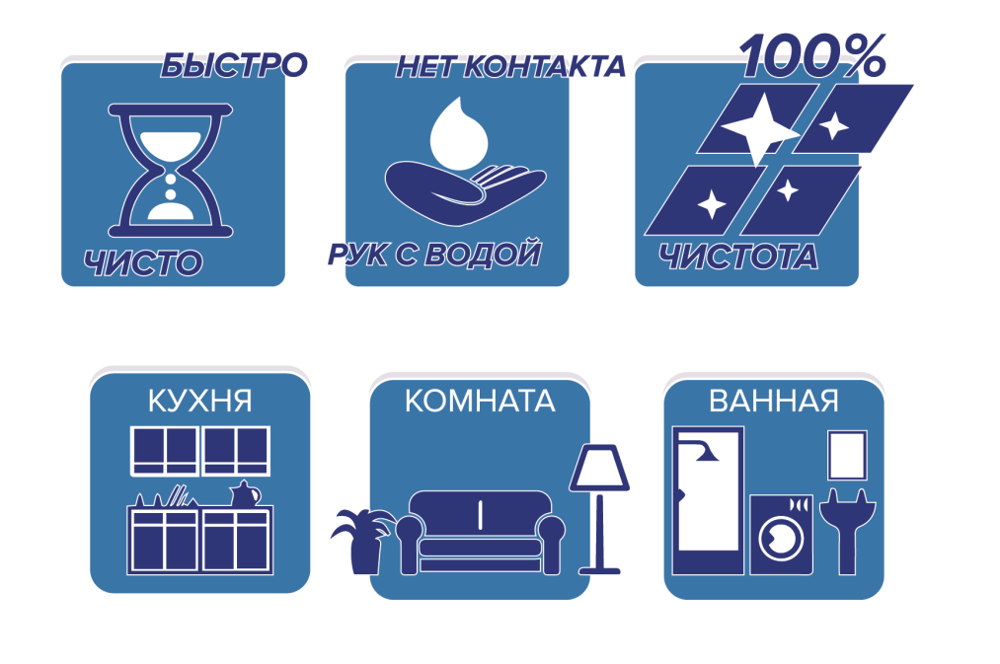 БЫСТРО
ЧИСТО
НЕТ КОНТАКТА
РУК С ВОДОЙ
100%
ЧИСТОТА
КУХНЯ
КОМНАТА
ВАННАЯ